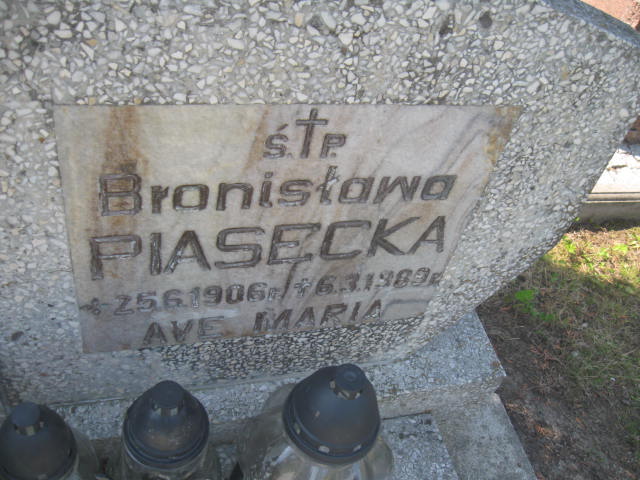 Ś.†P.
Bronisława
PIASECKA
* 25.6.1906r. † 6.3.1989r.
AVE MARIA